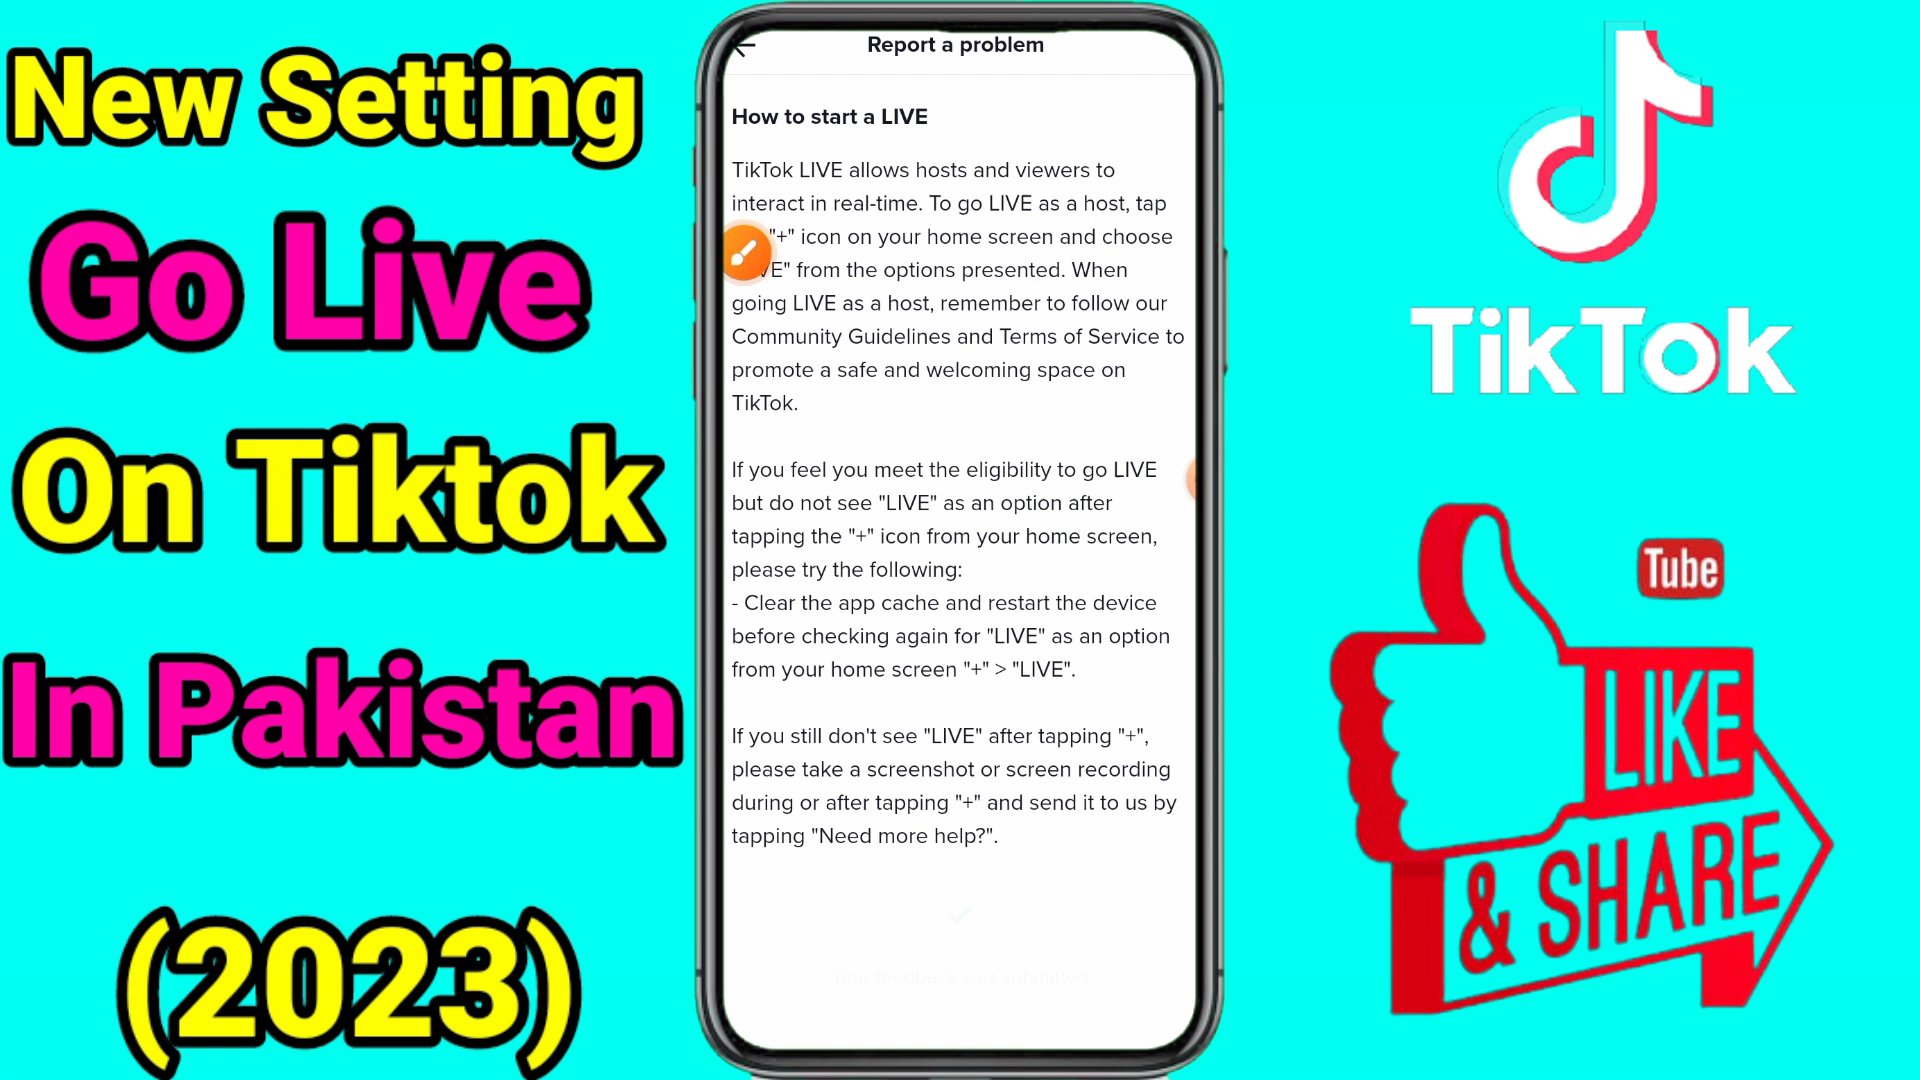 New Setting
Go Live
On Tiktok
In Pakistan
(2023)
Report a problem
How to start a LIVE
TikTok LIVE allows hosts and viewers to
interact in real-time. To go LIVE as a host, tap
"+" icon on your home screen and choose
VE" from the options presented. When
going LIVE as a host, remember to follow our
Community Guidelines and Terms of Service to
promote a safe and welcoming space on
TikTok.
If you feel you meet the eligibility to go LIVE
but do not see "LIVE" as an option after
tapping the "+" icon from your home screen,
please try the following:
- Clear the app cache and restart the device
before checking again for "LIVE" as an option
from your home screen "+" > "LIVE".
If you still don't see "LIVE" after tapping "+",
please take a screenshot or screen recording
during or after tapping "+" and send it to us by
tapping "Need more help?".
Your feedback was submitted
TikTok
Tube
LIKE
& SHARE